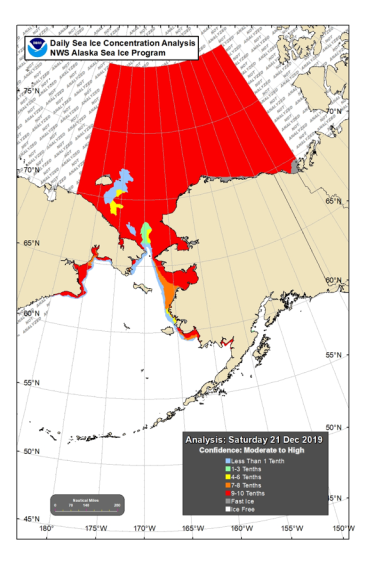 Daily Sea Ice Concentration Analysis
NWS Alaska Sea Ice Program
NOT ANALYZED
75°N
70°N
70°N
65°N
65°N
60°N
60°N
55°N
55°N
50°N
50°N
45°N
45°N
180°
175°W
170°W
165°W
160°W
155°W
150°W
Nautical Miles
Analysis: Saturday 21 Dec 2019
Confidence: Moderate to High
Less Than 1 Tenth
1-3 Tenths
4-6 Tenths
7-8 Tenths
9-10 Tenths
Fast Ice
Ice Free